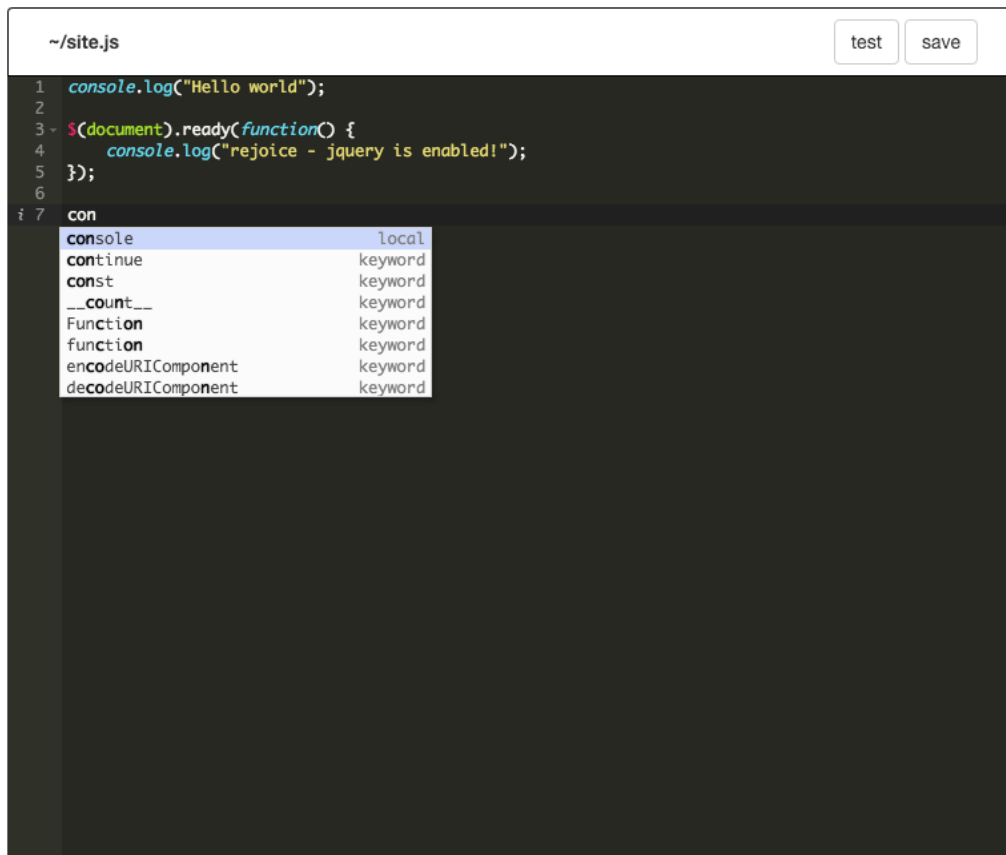 ~/site.js test save
1 console.log("Hello world");
2
3 $(document).ready(function() {
4     console.log("rejoice - jquery is enabled!");
5 });
6
i 7 con
console local
continue keyword
const keyword
__count__ keyword
Function keyword
function keyword
encodeURIComponent keyword
decodeURIComponent keyword